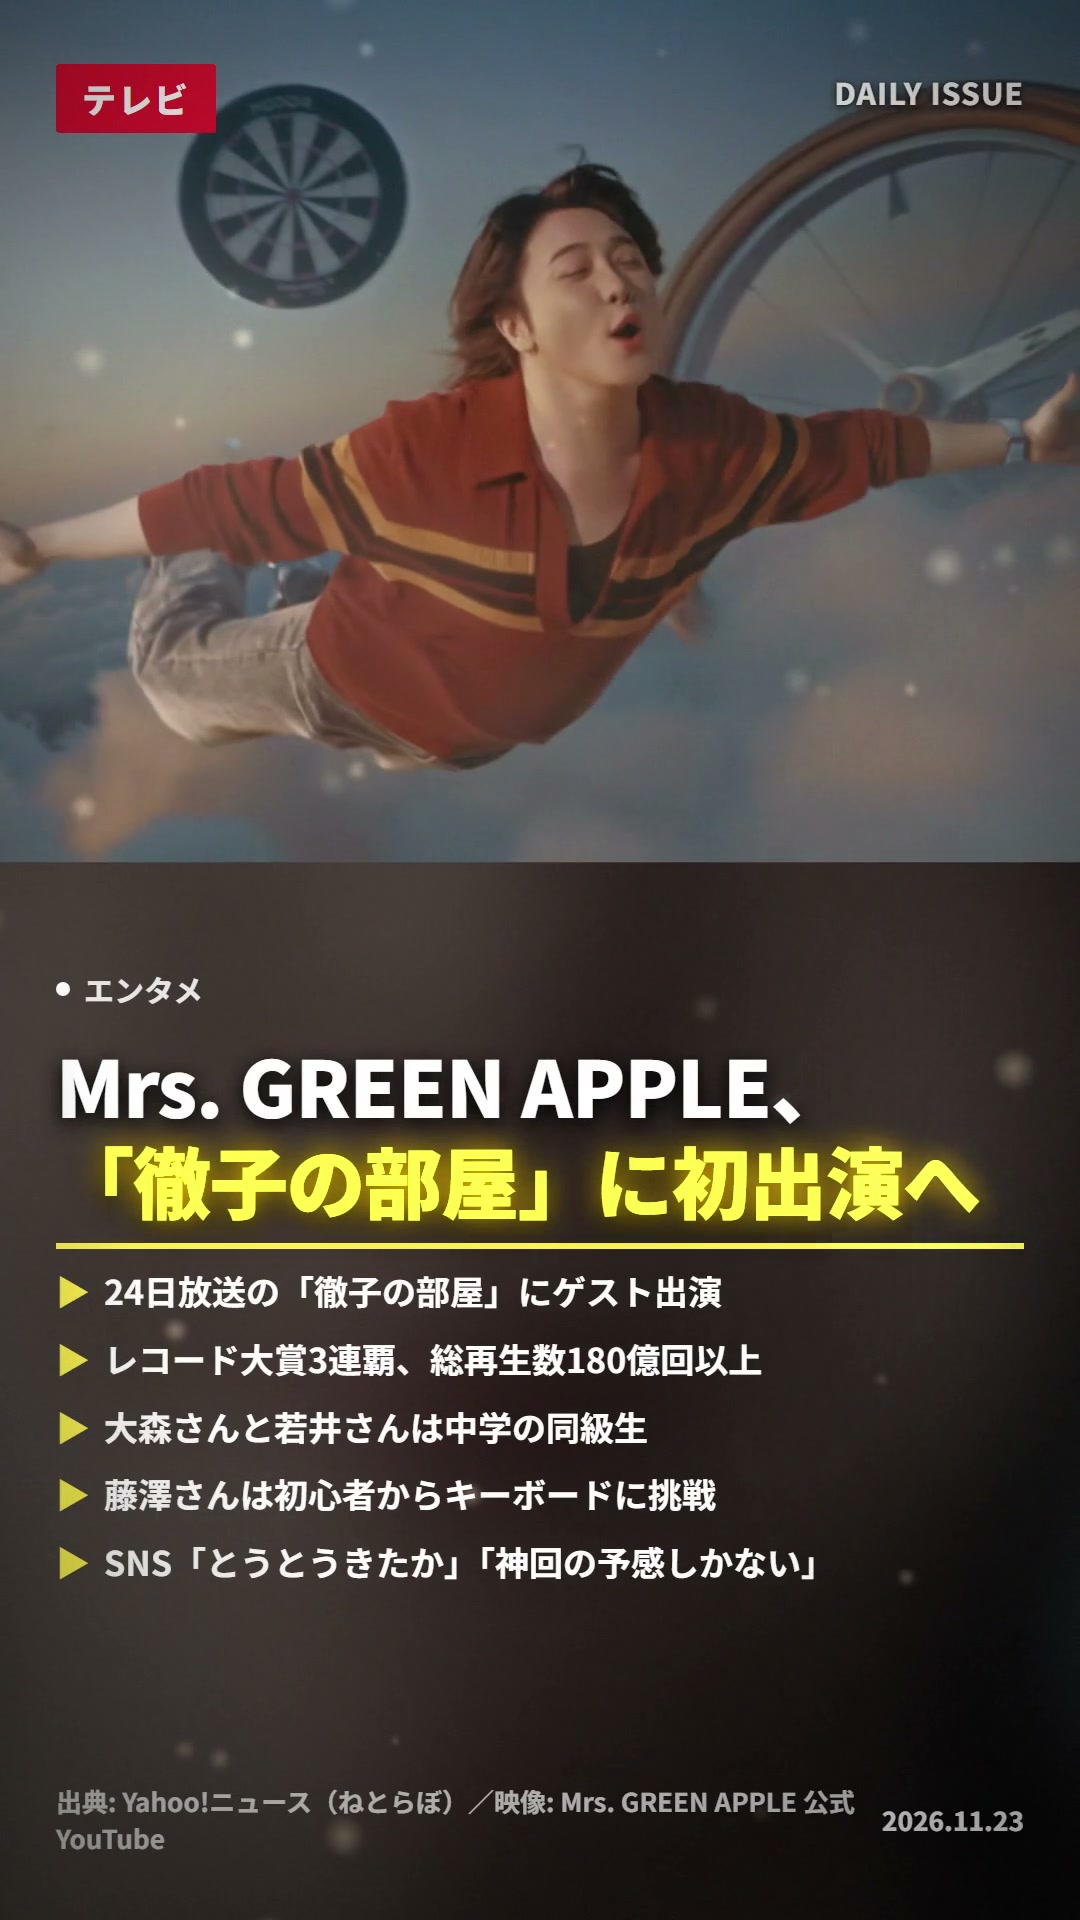 テレビ
DAILY ISSUE
エンタメ
Mrs. GREEN APPLE、
「徹子の部屋」に初出演へ
▶ 24日放送の「徹子の部屋」にゲスト出演
▶ レコード大賞3連覇、総再生数180億回以上
▶ 大森さんと若井さんは中学の同級生
▶ 藤澤さんは初心者からキーボードに挑戦
▶ SNS「とうとうきたか」「神回の予感しかない」
出典: Yahoo!ニュース（ねとらぼ）／映像: Mrs. GREEN APPLE 公式
YouTube
2026.11.23